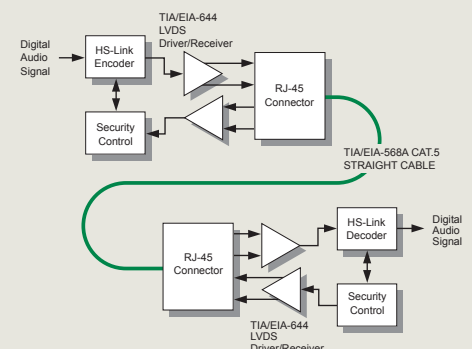 TIA/EIA-644
LVDS
Driver/Receiver
Digital
Audio
Signal
HS-Link
Encoder
RJ-45
Connector
Security
Control
TIA/EIA-568A CAT.5
STRAIGHT CABLE
RJ-45
Connector
HS-Link
Decoder
Digital
Audio
Signal
Security
Control
TIA/EIA-644
LVDS
Driver/Receiver